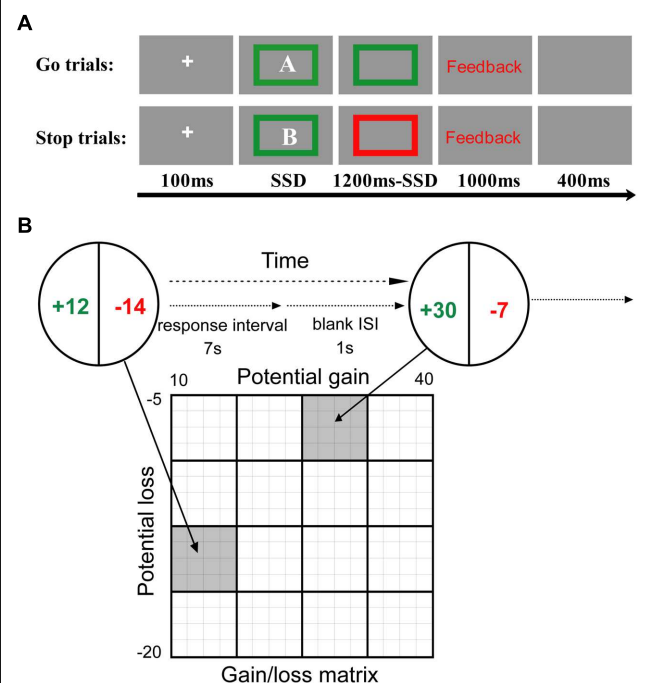 A
Go trials: + A Feedback
Stop trials: + B Feedback
100ms SSD 1200ms-SSD 1000ms 400ms
B
Time
+12 -14 +30 -7
response interval blank ISI
7s 1s
10 Potential gain 40
-5
Potential loss
-20
Gain/loss matrix